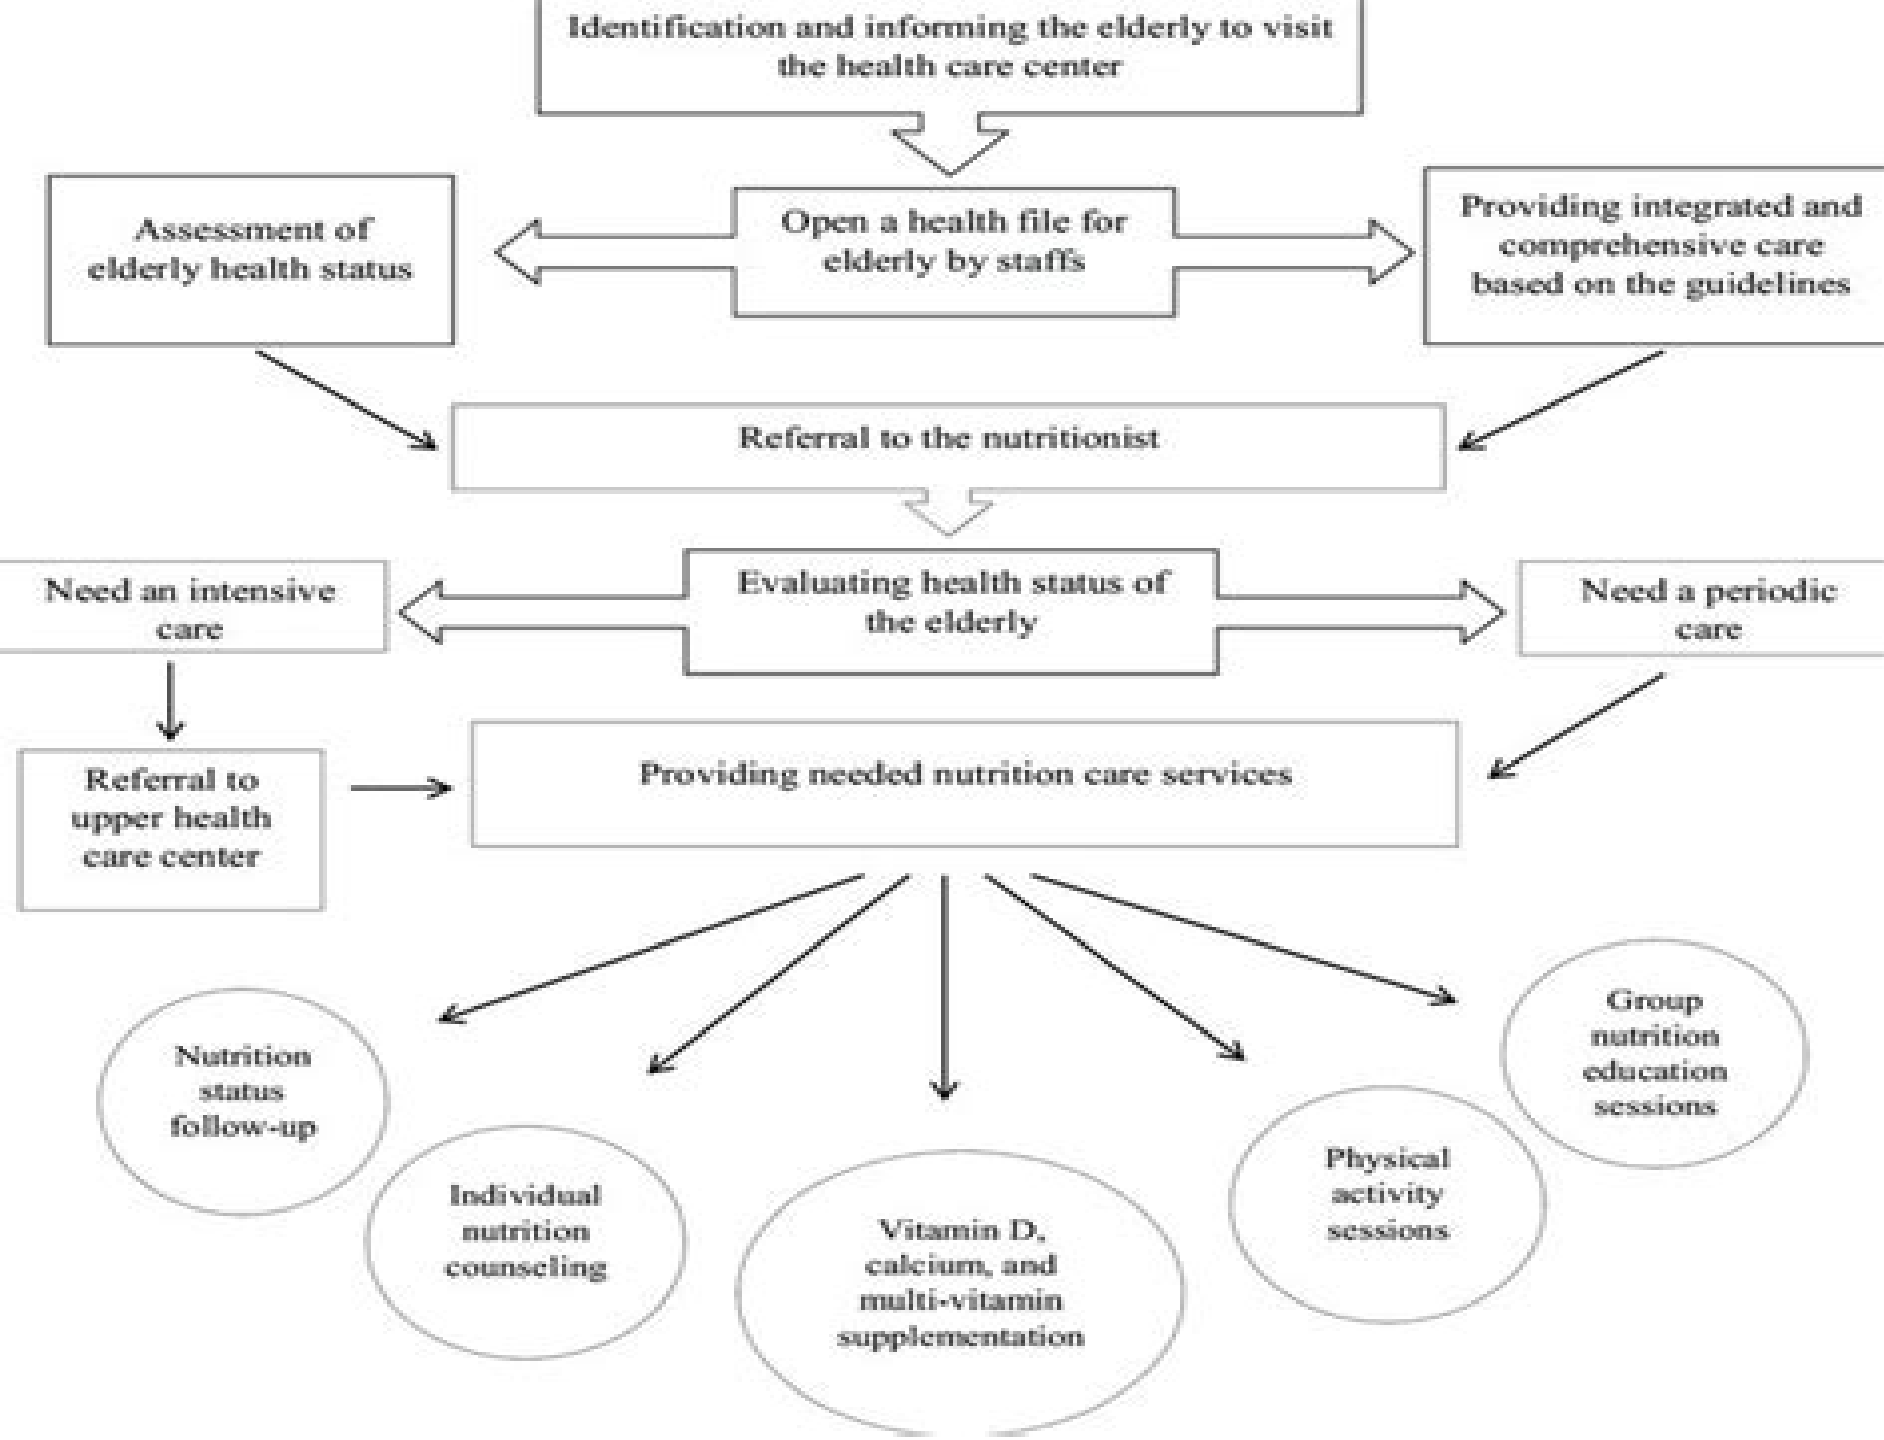 Identification and informing the elderly to visit
the health care center
Assessment of
elderly health status
Open a health file for
elderly by staffs
Providing integrated and
comprehensive care
based on the guidelines
Referral to the nutritionist
Need an intensive
care
Evaluating health status of
the elderly
Need a periodic
care
Referral to
upper health
care center
Providing needed nutrition care services
Nutrition
status
follow-up
Individual
nutrition
counseling
Vitamin D,
calcium, and
multi-vitamin
supplementation
Physical
activity
sessions
Group
nutrition
education
sessions